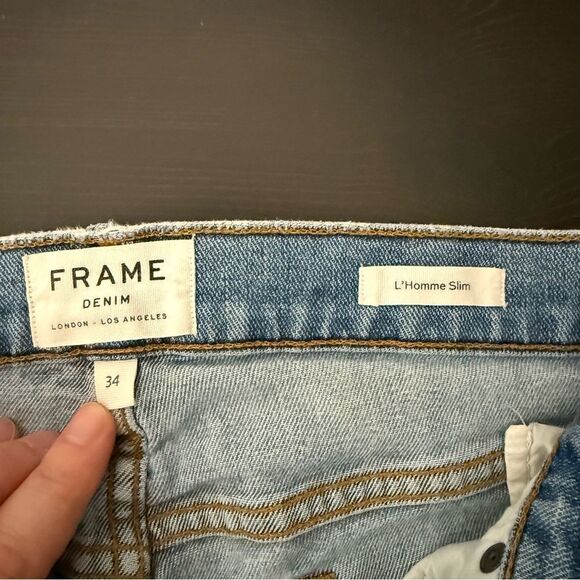 FRAME
DENIM
LONDON - LOS ANGELES
L'Homme Slim
34